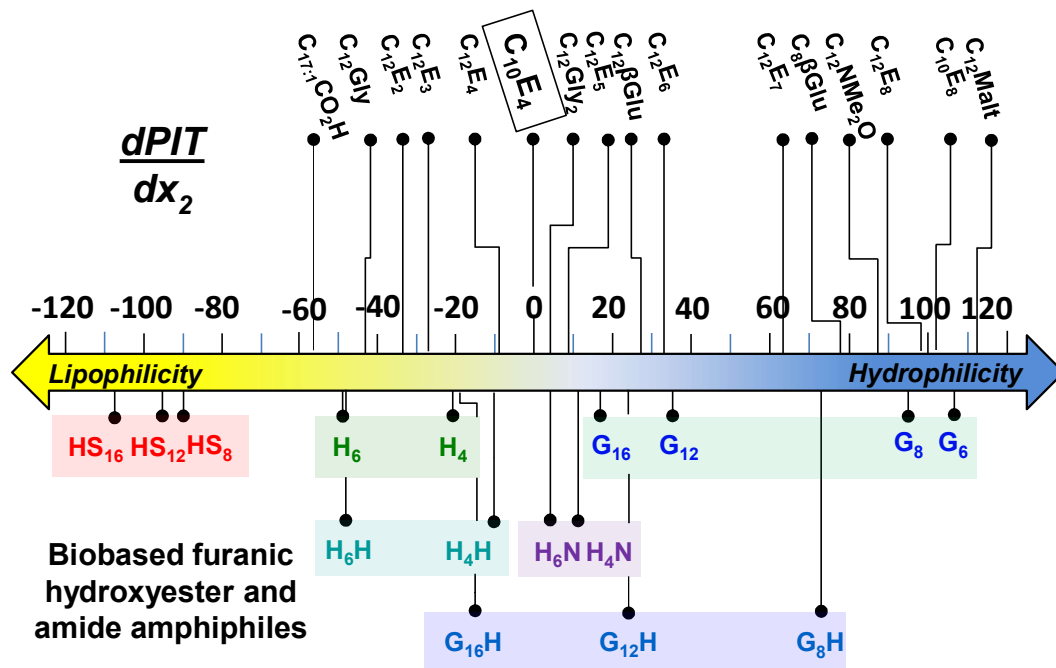 C₁₇:₁CO₂H
C₁₂Gly
C₁₂E₂
C₁₂E₃
C₁₂E₄
C₁₀E₄
C₁₂Gly₂
C₁₂E₅
C₁₂βGlu
C₁₂E₆
C₁₂E₇
C₈βGlu
C₁₂NMe₂O
C₁₂E₈
C₁₀E₈
C₁₂Malt
dPIT
dx₂
-120 -100 -80 -60 -40 -20 0 20 40 60 80 100 120
Lipophilicity Hydrophilicity
HS₁₆ HS₁₂ HS₈ H₆ H₄ G₁₆ G₁₂ G₈ G₆
H₆H H₄H H₆N H₄N
Biobased furanic
hydroxyester and
amide amphiphiles
G₁₆H G₁₂H G₈H